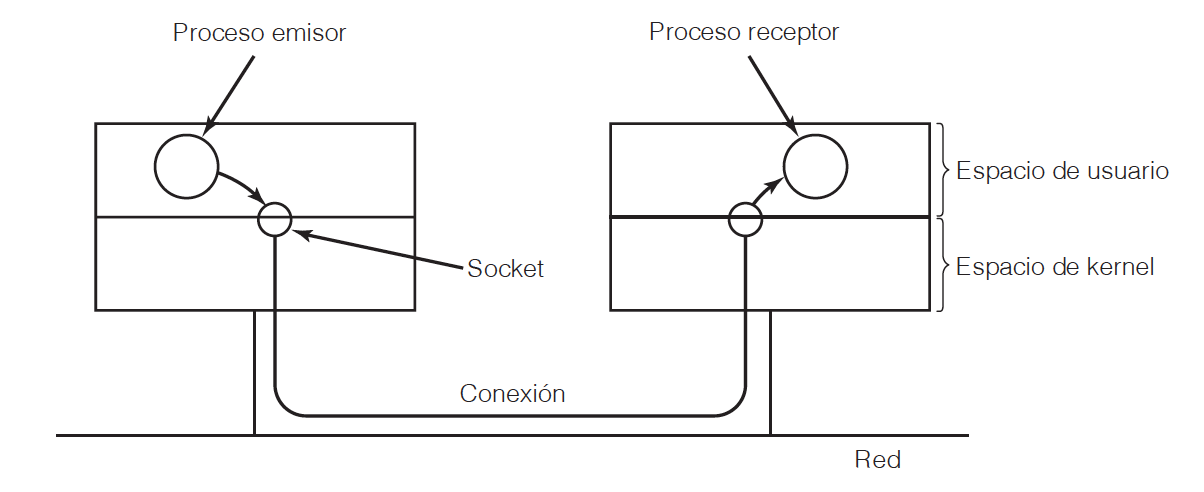 Proceso emisor
Proceso receptor
Espacio de usuario
Socket
Espacio de kernel
Conexión
Red